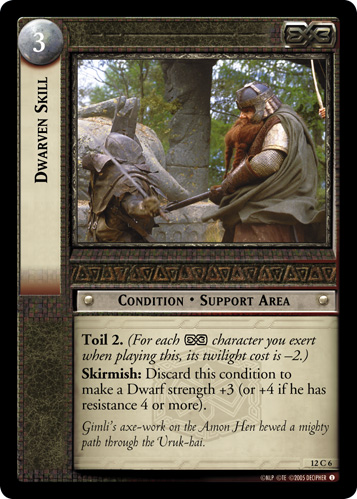 3
DWARVEN SKILL
CONDITION • SUPPORT AREA
Toil 2. (For each character you exert
when playing this, its twilight cost is –2.)
Skirmish: Discard this condition to
make a Dwarf strength +3 (or +4 if he has
resistance 4 or more).
Gimli's axe-work on the Amon Hen hewed a mighty
path through the Uruk-hai.
12 C 6
©NLP ™TE ©2005 DECIPHER